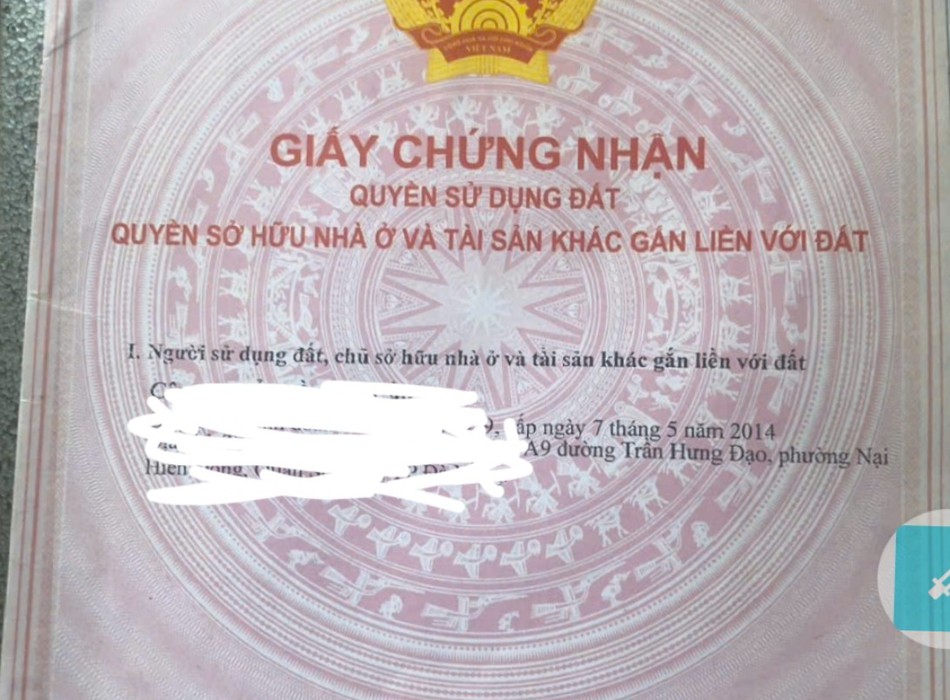 VIỆT NAM
GIẤY CHỨNG NHẬN
QUYỀN SỬ DỤNG ĐẤT
QUYỀN SỞ HỮU NHÀ Ở VÀ TÀI SẢN KHÁC GẮN LIỀN VỚI ĐẤT
I. Người sử dụng đất, chủ sở hữu nhà ở và tài sản khác gắn liền với đất
ngày 7 tháng 5 năm 2014
A9 đường Trần Hưng Đạo, phường Nại